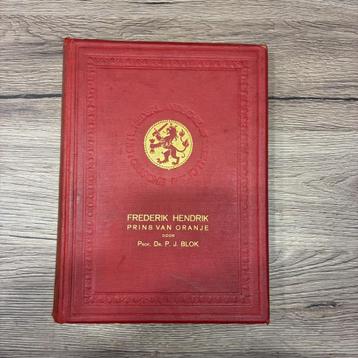 FREDERIK HENDRIK
PRINS VAN ORANJE
DOOR
PROF. DR. P. J. BLOK